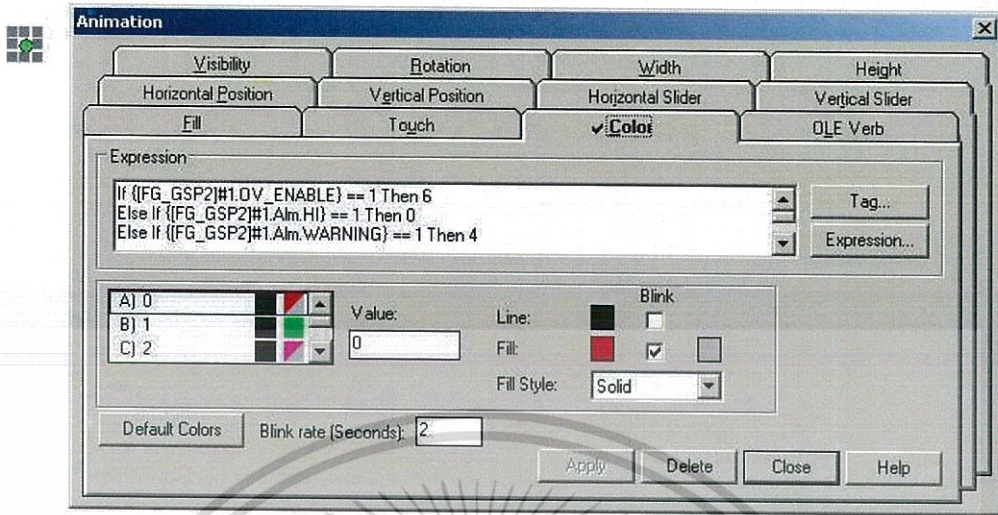 Animation
Visibility
Rotation
Width
Height
Horizontal Position
Vertical Position
Horizontal Slider
Vertical Slider
Fill
Touch
Color
OLE Verb
Expression
If {[FG_GSP2]#1.OV_ENABLE} == 1 Then 6
Else If {[FG_GSP2]#1.Alm.HI} == 1 Then 0
Else If {[FG_GSP2]#1.Alm.WARNING} == 1 Then 4
Tag...
Expression...
A) 0
B) 1
C) 2
Value:
0
Blink
Line:
Fill:
Fill Style:
Solid
Default Colors
Blink rate (Seconds):
2
Apply
Delete
Close
Help